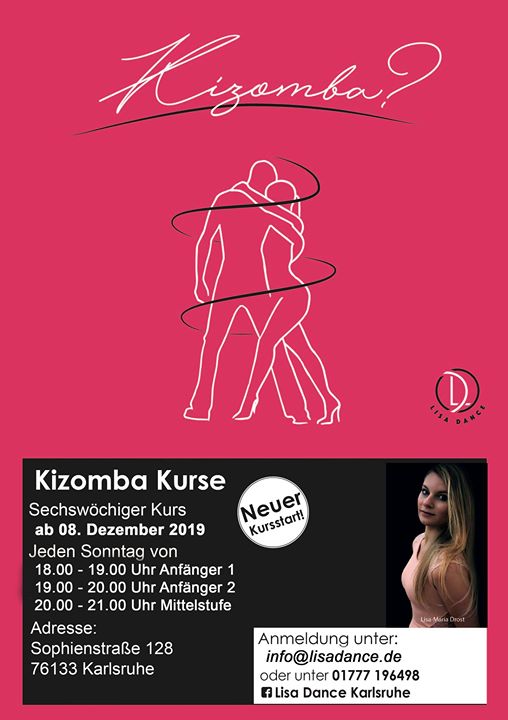 Kizomba?
LD
LISA DANCE
Kizomba Kurse
Sechswöchiger Kurs
ab 08. Dezember 2019
Neuer
Kursstart!
Jeden Sonntag von
18.00 - 19.00 Uhr Anfänger 1
19.00 - 20.00 Uhr Anfänger 2
20.00 - 21.00 Uhr Mittelstufe
Adresse:
Sophienstraße 128
76133 Karlsruhe
Lisa-Maria Drost
Anmeldung unter:
info@lisadance.de
oder unter 01777 196498
Lisa Dance Karlsruhe